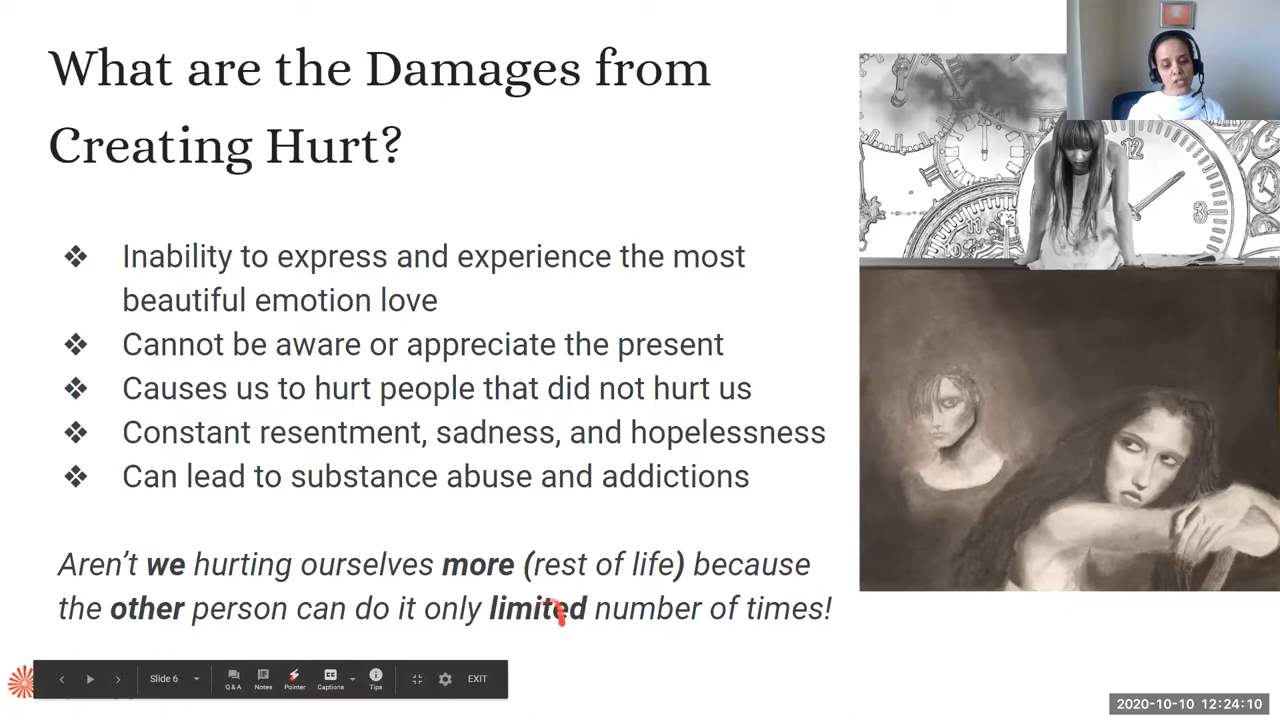 What are the Damages from
Creating Hurt?
❖ Inability to express and experience the most
beautiful emotion love
❖ Cannot be aware or appreciate the present
❖ Causes us to hurt people that did not hurt us
❖ Constant resentment, sadness, and hopelessness
❖ Can lead to substance abuse and addictions
Aren’t we hurting ourselves more (rest of life) because
the other person can do it only limited number of times!
12
3
Slide 6
Q & A
Notes
Pointer
CC
Captions
Tips
EXIT
2020-10-10 12:24:10